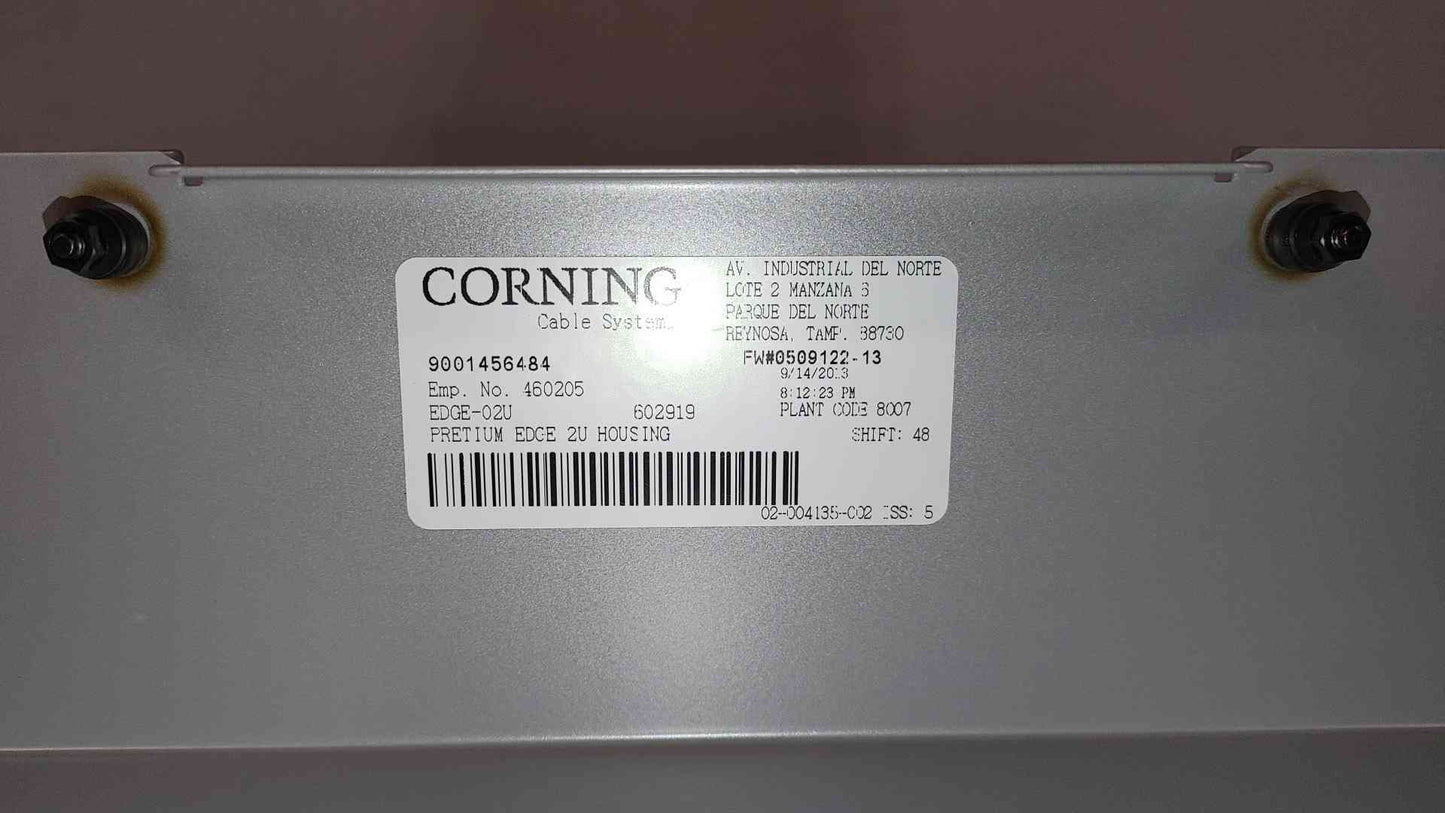 CORNING
Cable Systems
AV. INDUSTRIAL DEL NORTE
LOTE 2 MANZANA 6
PARQUE DEL NORTE
REYNOSA, TAMP. 88730
9001456484
FW#0509122-13
9/14/2013
Emp. No. 460205
8:12:23 PM
EDGE-02U 602919 PLANT CODE 8007
PRETIUM EDGE 2U HOUSING SHIFT: 48
02-004135-002 ISS: 5